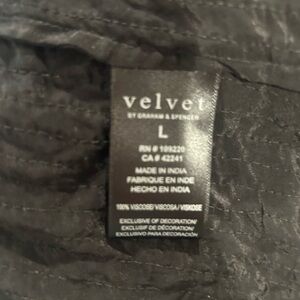 velvet
BY GRAHAM & SPENCER
L
RN # 109220
CA # 42241
MADE IN INDIA
FABRIQUE EN INDE
HECHO EN INDIA
100% VISCOSE/ VISCOSA / VISKOSE
EXCLUSIVE OF DECORATION/
EXCLUSIF DE DÉCORATION/
EXCLUSIVO PARA DECORACIÓN